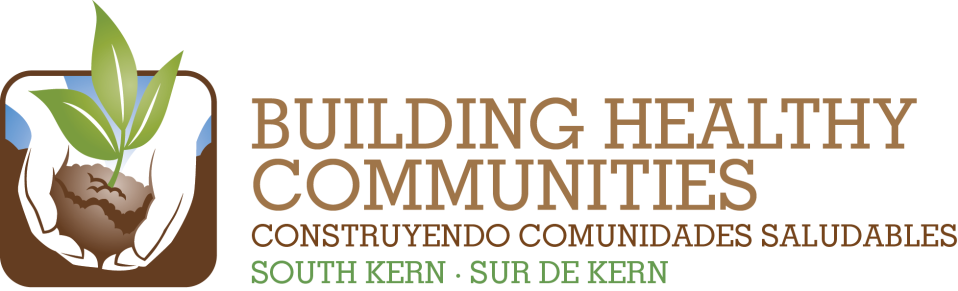 BUILDING HEALTHY
COMMUNITIES
CONSTRUYENDO COMUNIDADES SALUDABLES
SOUTH KERN · SUR DE KERN